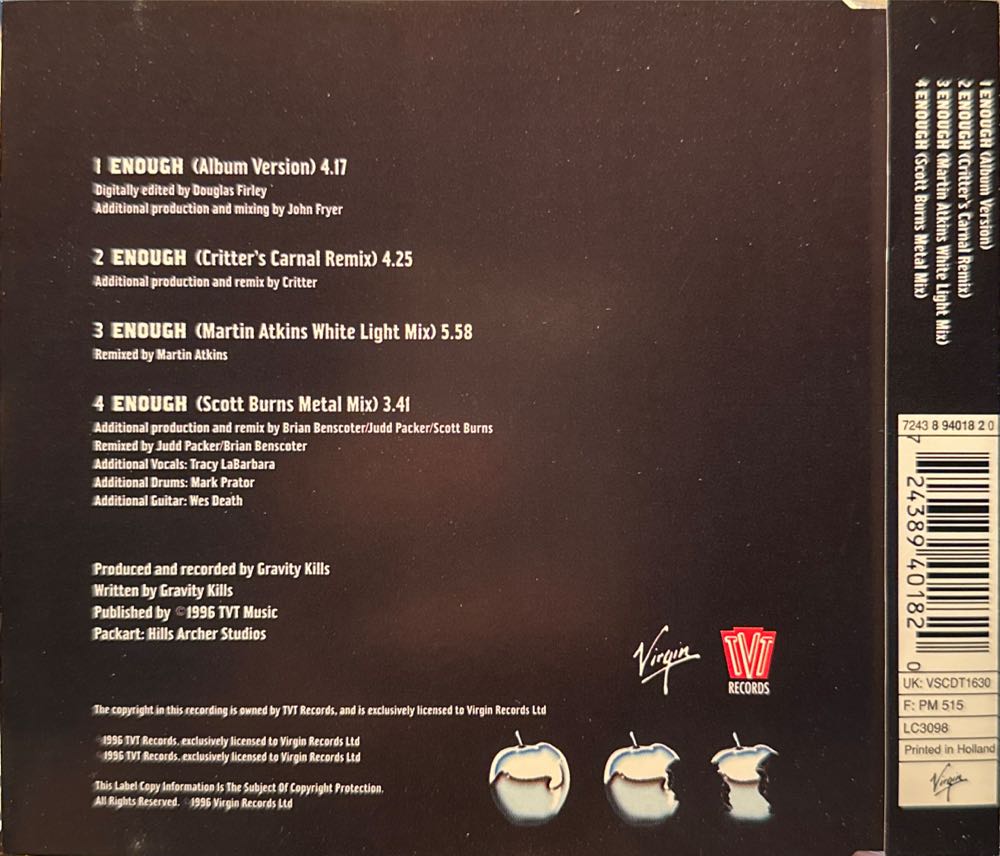 1 ENOUGH (Album Version) 4.17
Digitally edited by Douglas Firley
Additional production and mixing by John Fryer
2 ENOUGH (Critter's Carnal Remix) 4.25
Additional production and remix by Critter
3 ENOUGH (Martin Atkins White Light Mix) 5.58
Remixed by Martin Atkins
4 ENOUGH (Scott Burns Metal Mix) 3.41
Additional production and remix by Brian Benscoter/Judd Packer/Scott Burns
Remixed by Judd Packer/Brian Benscoter
Additional Vocals: Tracy LaBarbara
Additional Drums: Mark Prator
Additional Guitar: Wes Death
Produced and recorded by Gravity Kills
Written by Gravity Kills
Published by ©1996 TVT Music
Packart: Hills Archer Studios
Virgin
TVT
RECORDS
The copyright in this recording is owned by TVT Records, and is exclusively licensed to Virgin Records Ltd
1996 TVT Records, exclusively licensed to Virgin Records Ltd
1996 TVT Records, exclusively licensed to Virgin Records Ltd
This Label Copy Information Is The Subject Of Copyright Protection.
All Rights Reserved. 1996 Virgin Records Ltd
1 ENOUGH (Album Version)
2 ENOUGH (Critter's Carnal Remix)
3 ENOUGH (Martin Atkins White Light Mix)
4 ENOUGH (Scott Burns Metal Mix)
7243 8 94018 2 0
7 24389 40182 0
UK: VSCDT1630
F: PM 515
LC3098
Printed in Holland
Virgin